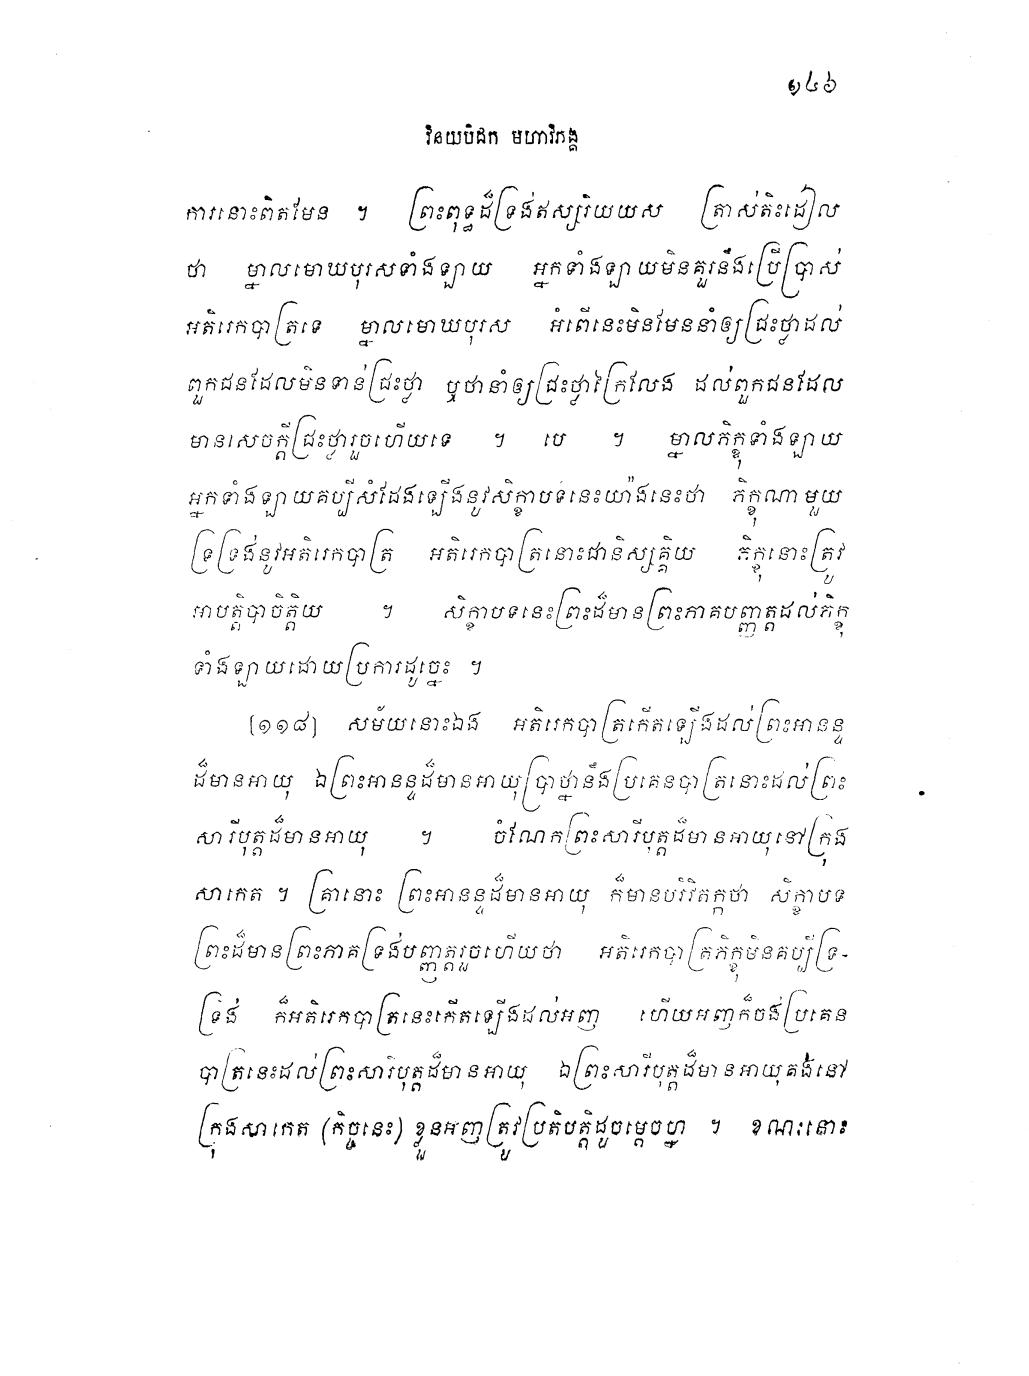 ១៤៦
វិនយបិដក មហាវិភង្គ
ការនោះពិតមែន ។ ព្រះពុទ្ធដ៏ទ្រង់ឥស្សរិយយស ត្រាស់តិះដៀល
ថា ម្នាលមោឃបុរសទាំងឡាយ អ្នកទាំងឡាយមិនគួរនឹងប្រើប្រាស់
អតិរេកបាត្រទេ ម្នាលមោឃបុរស អំពើនេះមិនមែននាំឲ្យជ្រះថ្លាដល់
ពួកជនដែលមិនទាន់ជ្រះថ្លា ឬថានាំឲ្យជ្រះថ្លារឹតក្រៃលែង ដល់ពួកជនដែល
មានសេចក្តីជ្រះថ្លារួចហើយទេ ។ បេ ។ ម្នាលភិក្ខុទាំងឡាយ
អ្នកទាំងឡាយគប្បីសំដែងឡើងនូវសិក្ខាបទនេះយ៉ាងនេះថា ភិក្ខុណាមួយ
ទ្រទ្រង់នូវអតិរេកបាត្រ អតិរេកបាត្រនោះជានិស្សគ្គិយ ភិក្ខុនោះត្រូវ
អាបត្តិបាចិត្តិយ ។ សិក្ខាបទនេះព្រះដ៏មានព្រះភាគបញ្ញត្តដល់ភិក្ខុ
ទាំងឡាយដោយប្រការដូច្នេះ ។
[១១៨] សម័យនោះឯង អតិរេកបាត្រកើតឡើងដល់ព្រះអានន្ទ
ដ៏មានអាយុ ឯព្រះអានន្ទដ៏មានអាយុប្រាថ្នានឹងប្រគេនបាត្រនោះដល់ព្រះ
សារីបុត្តដ៏មានអាយុ ។ ចំណែកព្រះសារីបុត្តដ៏មានអាយុនៅក្រុង
សាកេត ។ គ្រានោះ ព្រះអានន្ទដ៏មានអាយុ ក៏មានបរិវិតក្កថា សិក្ខាបទ
ព្រះដ៏មានព្រះភាគទ្រង់បញ្ញត្តរួចហើយថា អតិរេកបាត្រភិក្ខុមិនគប្បីទ្រ-
ទ្រង់ ក៏អតិរេកបាត្រនេះកើតឡើងដល់អញ ហើយអញក៏ចង់ប្រគេន
បាត្រនេះដល់ព្រះសារីបុត្តដ៏មានអាយុ ឯព្រះសារីបុត្តដ៏មានអាយុគង់នៅ
ក្រុងសាកេត (កិច្ចនេះ) ខ្លួនអញត្រូវប្រតិបត្តិដូចម្តេចហ្ន៎ ។ ខណៈនោះ